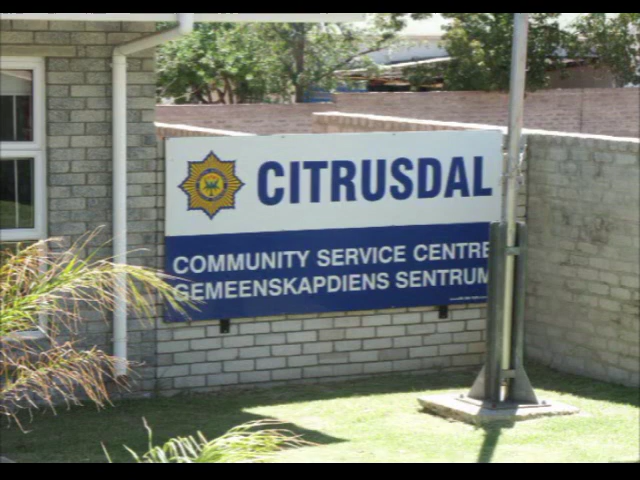 CITRUSDAL
COMMUNITY SERVICE CENTRE
GEMEENSKAPDIENS SENTRUM